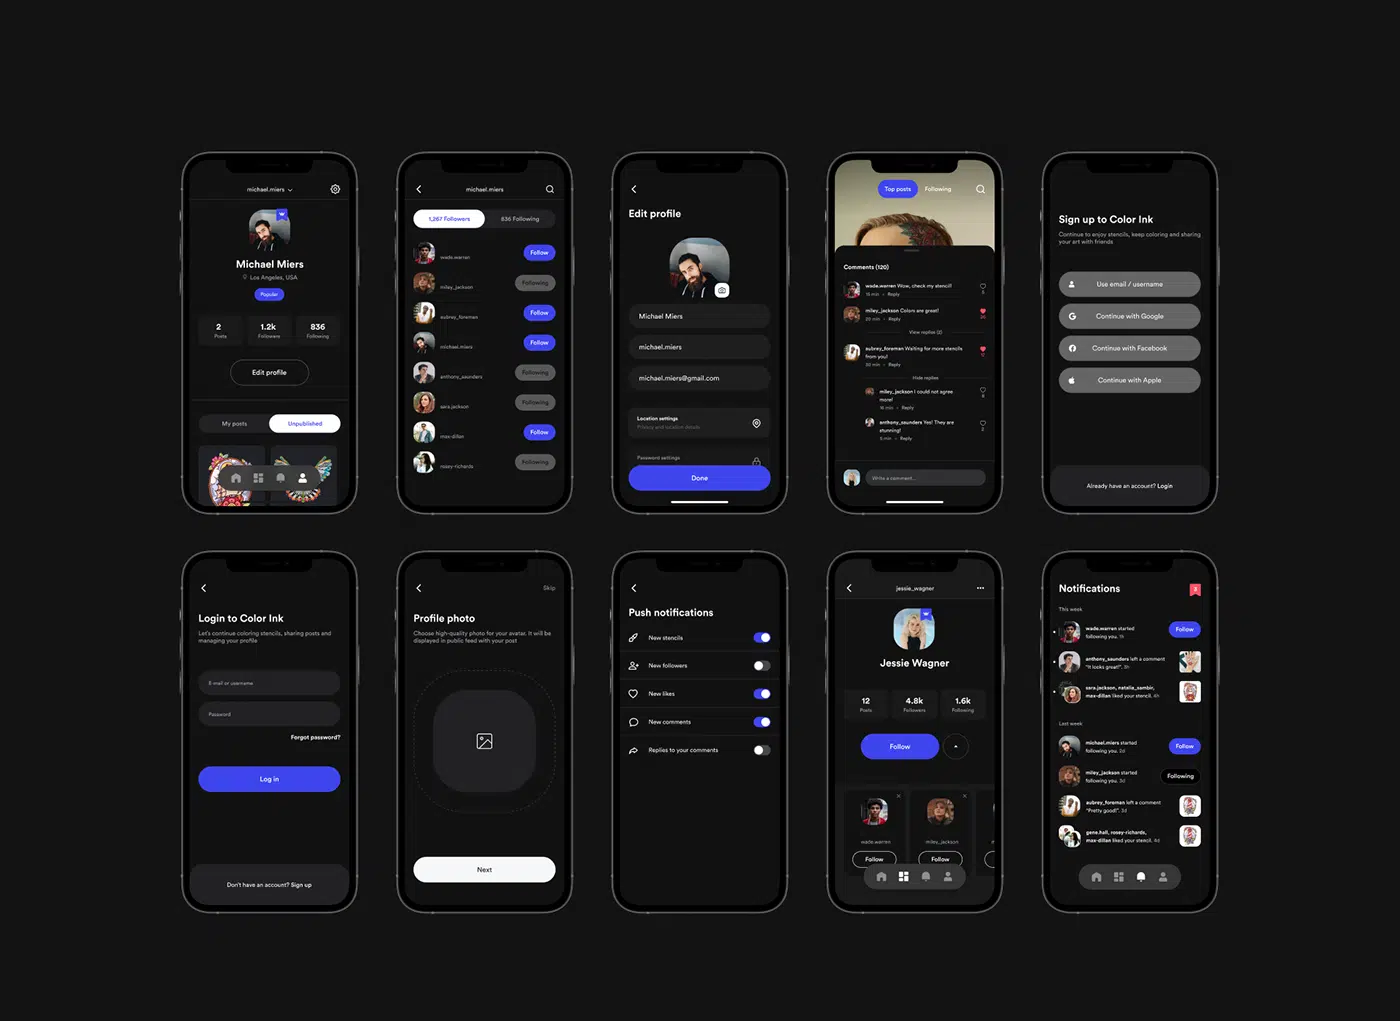 michael.miers
Michael Miers
Los Angeles, USA
Popular
2
Posts
1.2k
Followers
836
Following
Edit profile
My posts
Unpublished
michael.miers
1,267 Followers
836 Following
wade.warren
Follow
miley_jackson
Following
aubrey_foreman
Follow
michael.miers
Follow
anthony_saunders
Following
sara.jackson
Following
max-dillan
Follow
rosey-richards
Following
Edit profile
Michael Miers
michael.miers
michael.miers@gmail.com
Location settings
Privacy and location details
Password settings
Done
Top posts
Following
Comments (120)
wade.warren Wow, check my stencil!
16 min • Reply
miley_jackson Colors are great!
20 min • Reply
View replies (2)
aubrey_foreman Waiting for more stencils
from you!
32 min • Reply
Hide replies
miley_jackson I could not agree
more!
16 min • Reply
anthony_saunders Yes! They are
stunning!
5 min • Reply
Write a comment...
Sign up to Color Ink
Continue to enjoy stencils, keep coloring and sharing
your art with friends
Use email / username
Continue with Google
Continue with Facebook
Continue with Apple
Already have an account? Login
Login to Color Ink
Let's continue coloring stencils, sharing posts and
managing your profile
E-mail or username
Password
Forgot password?
Log in
Don't have an account? Sign up
Skip
Profile photo
Choose high-quality photo for your avatar. It will be
displayed in public feed with your post
Next
Push notifications
New stencils
New followers
New likes
New comments
Replies to your comments
jessie_wagner
Jessie Wagner
12
Posts
4.8k
Followers
1.6k
Following
Follow
wade.warren
Follow
miley_jackson
Follow
Notifications
3
This week
wade.warren started
following you. 1h
Follow
anthony_saunders left a comment
"It looks great!". 3h
sara.jackson, natalie_sambir,
max-dillan liked your stencil. 4h
Last week
michael.miers started
following you. 2d
Follow
miley_jackson started
following you. 3d
Following
aubrey_foreman left a comment
"Pretty good!". 3d
gene.hall, rosey-richards,
max-dillan liked your stencil. 4d